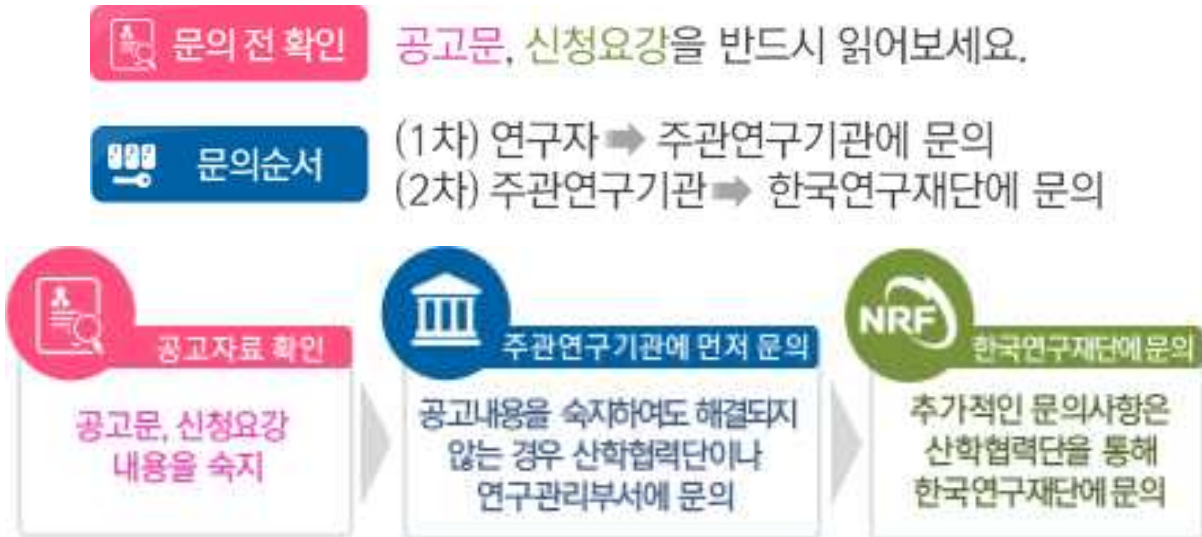 문의 전 확인
공고문, 신청요강을 반드시 읽어보세요.
문의순서
(1차) 연구자 ➡ 주관연구기관에 문의
(2차) 주관연구기관 ➡ 한국연구재단에 문의
공고자료 확인
공고문, 신청요강
내용을 숙지
주관연구기관에 먼저 문의
공고내용을 숙지하여도 해결되지
않는 경우 산학협력단이나
연구관리부서에 문의
NRF
한국연구재단에 문의
추가적인 문의사항은
산학협력단을 통해
한국연구재단에 문의